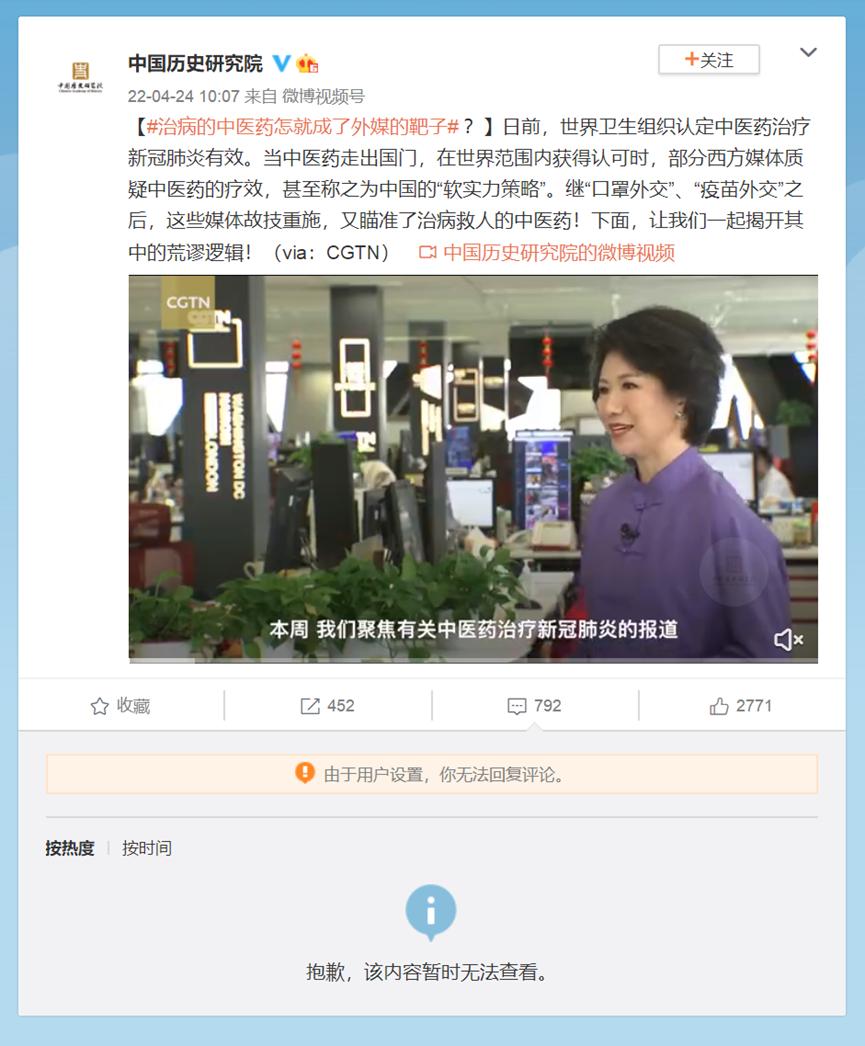 中国历史研究院
中国历史研究院
22-04-24 10:07 来自 微博视频号
+关注
【#治病的中医药怎就成了外媒的靶子#？】日前，世界卫生组织认定中医药治疗
新冠肺炎有效。当中医药走出国门，在世界范围内获得认可时，部分西方媒体质
疑中医药的疗效，甚至称之为中国的“软实力策略”。继“口罩外交”、“疫苗外交”之
后，这些媒体故技重施，又瞄准了治病救人的中医药！下面，让我们一起揭开其
中的荒谬逻辑！（via：CGTN） 中国历史研究院的微博视频
CGTN
WASHINGTON DC
NAIROBI
LONDON
本周 我们聚焦有关中医药治疗新冠肺炎的报道
收藏
452
792
2771
由于用户设置，你无法回复评论。
按热度
按时间
抱歉，该内容暂时无法查看。